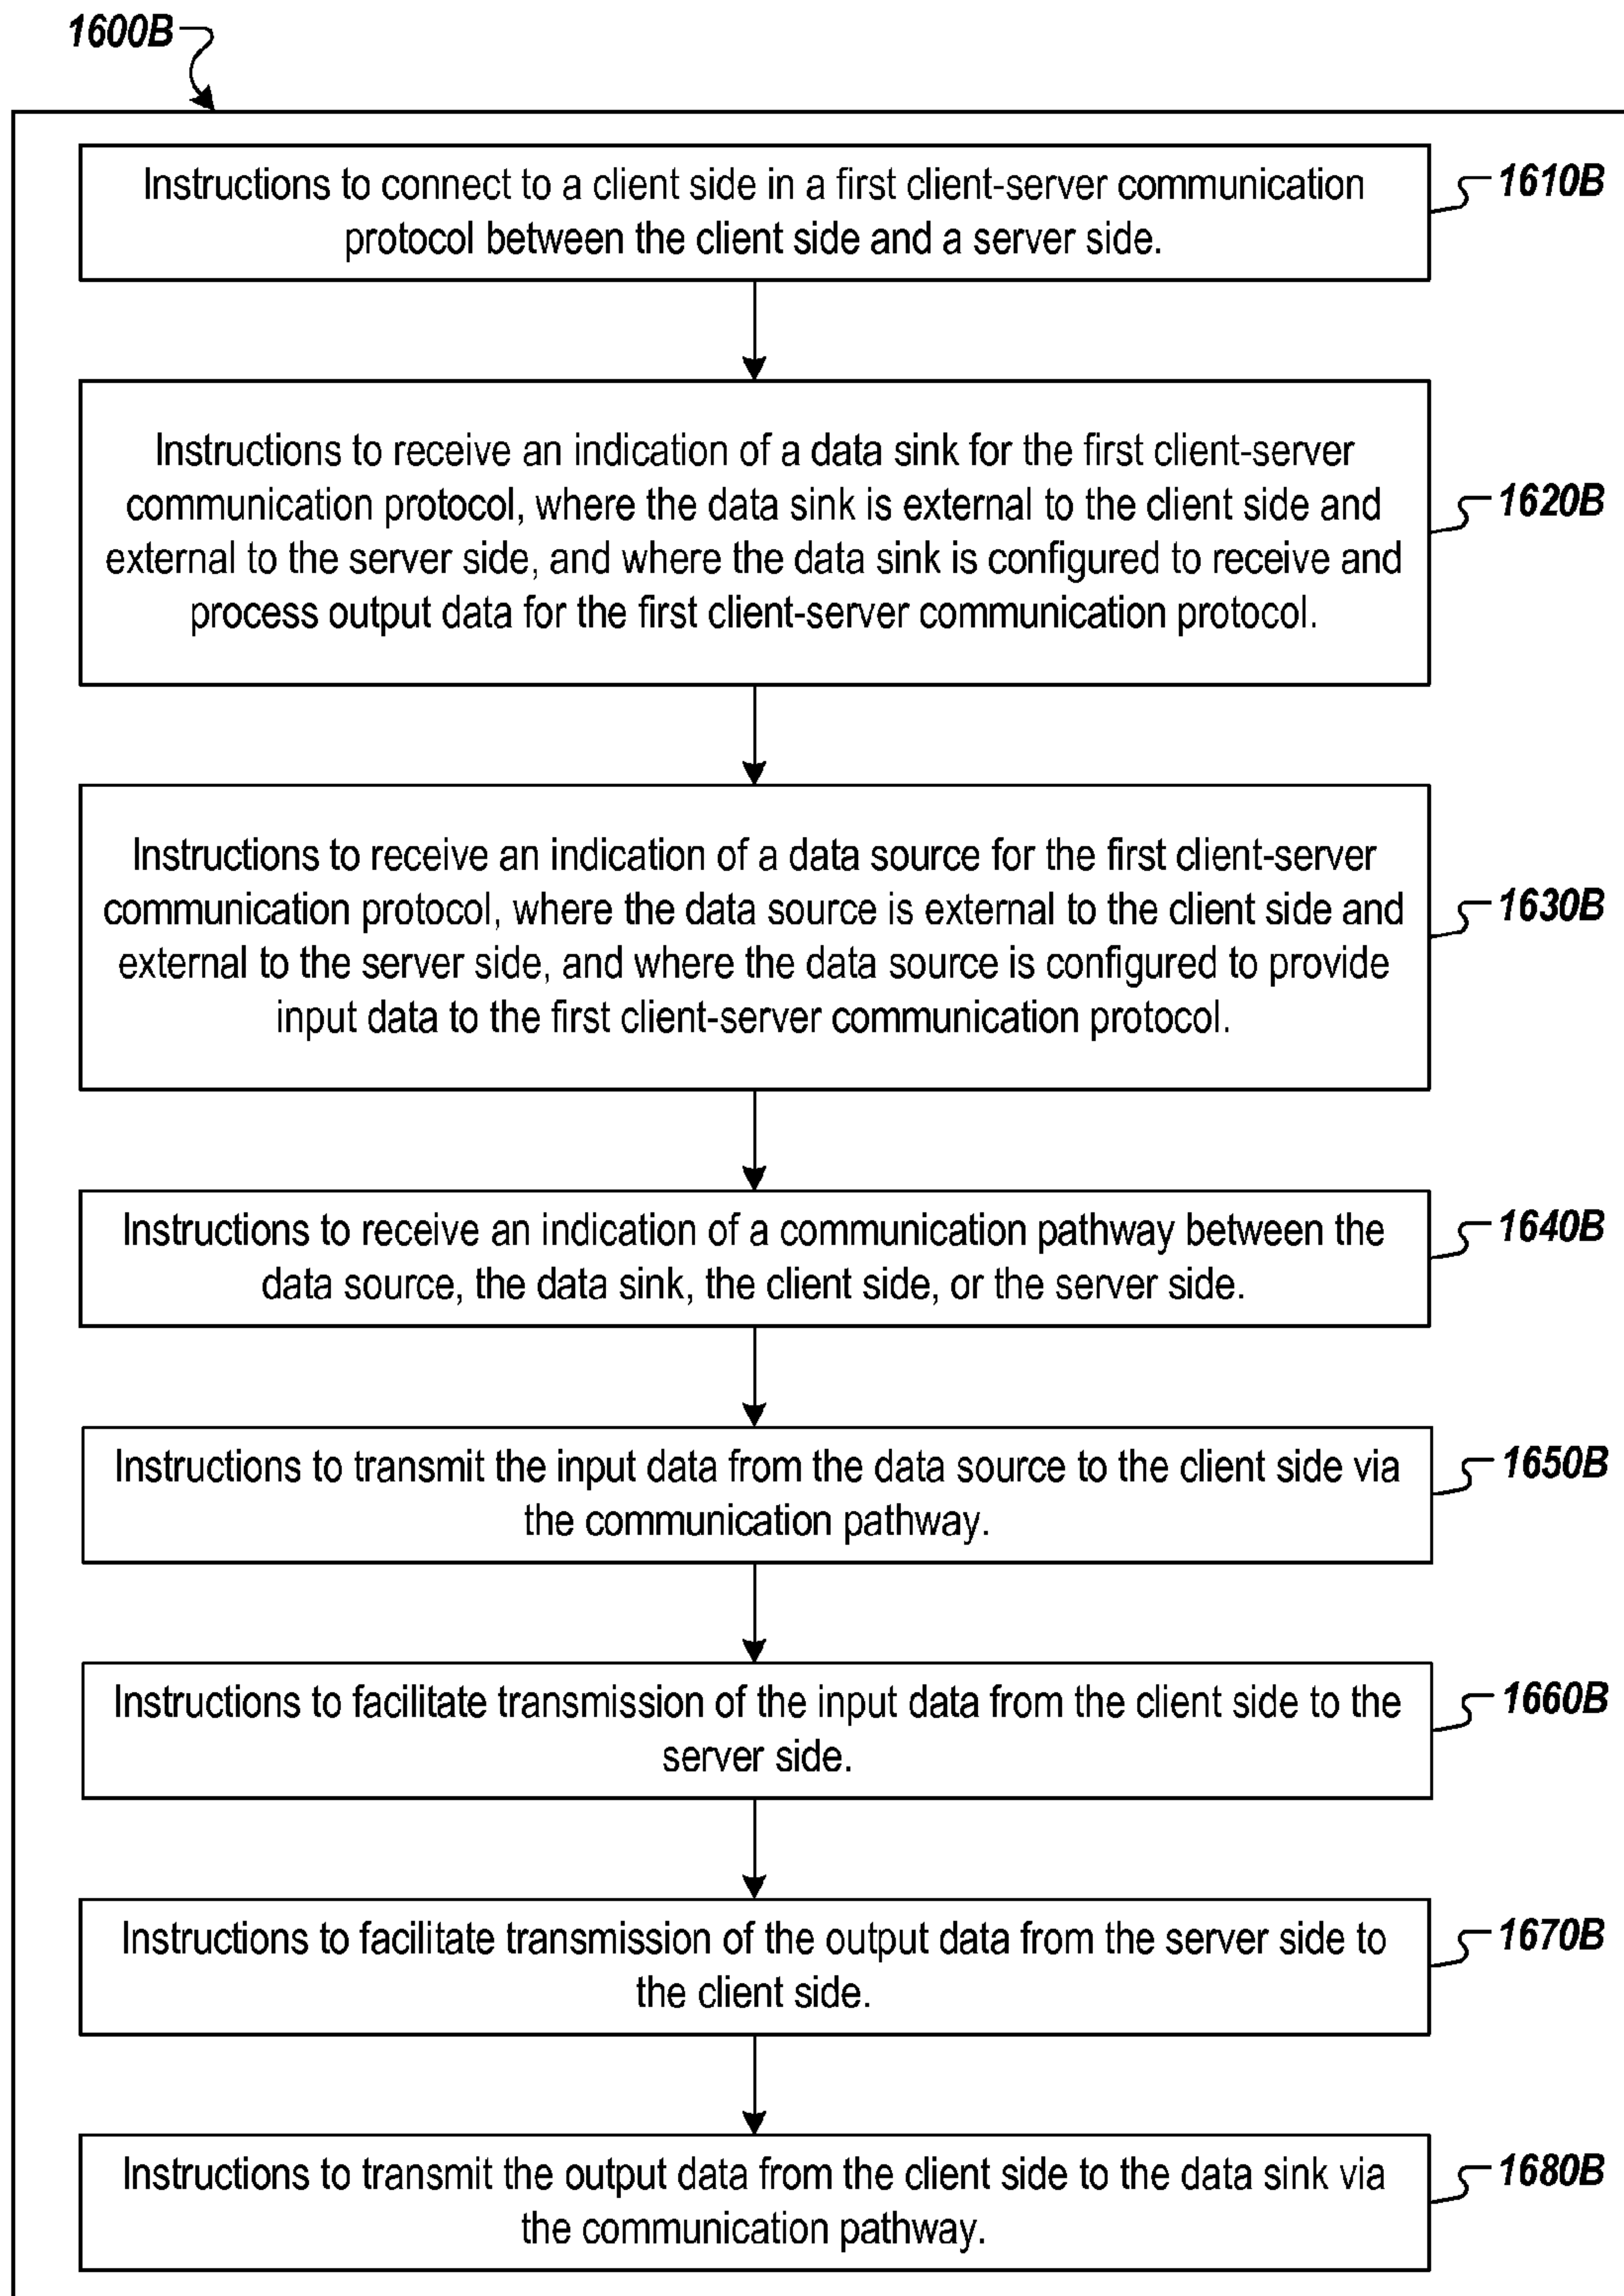 1600B
Instructions to connect to a client side in a first client-server communication
protocol between the client side and a server side.
1610B
Instructions to receive an indication of a data sink for the first client-server
communication protocol, where the data sink is external to the client side and
external to the server side, and where the data sink is configured to receive and
process output data for the first client-server communication protocol.
1620B
Instructions to receive an indication of a data source for the first client-server
communication protocol, where the data source is external to the client side and
external to the server side, and where the data source is configured to provide
input data to the first client-server communication protocol.
1630B
Instructions to receive an indication of a communication pathway between the
data source, the data sink, the client side, or the server side.
1640B
Instructions to transmit the input data from the data source to the client side via
the communication pathway.
1650B
Instructions to facilitate transmission of the input data from the client side to the
server side.
1660B
Instructions to facilitate transmission of the output data from the server side to
the client side.
1670B
Instructions to transmit the output data from the client side to the data sink via
the communication pathway.
1680B